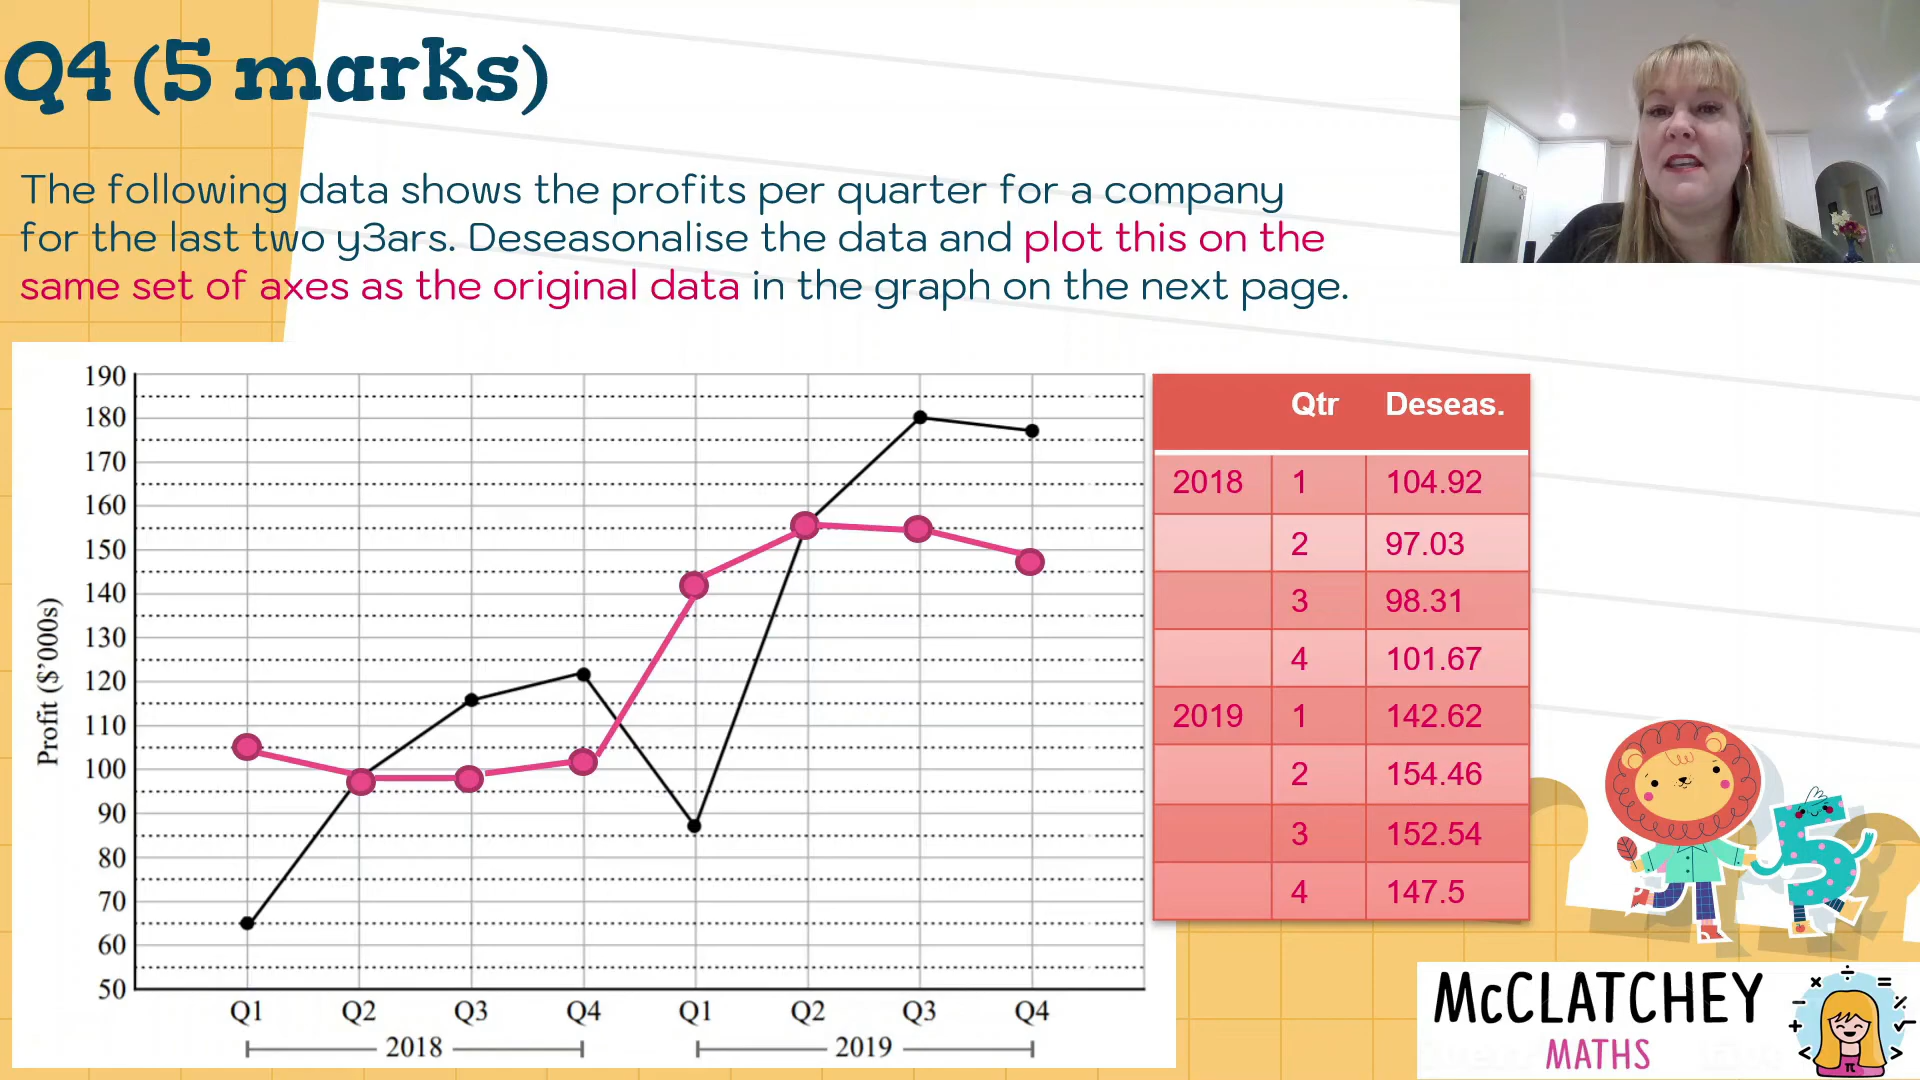 Q4 (5 marks)
The following data shows the profits per quarter for a company
for the last two y3ars. Deseasonalise the data and plot this on the
same set of axes as the original data in the graph on the next page.
190
180
170
160
150
140
130
120
110
100
90
80
70
60
50
Profit ($'000s)
Q1 Q2 Q3 Q4 Q1 Q2 Q3 Q4
2018 2019
Qtr Deseas.
2018 1 104.92
2 97.03
3 98.31
4 101.67
2019 1 142.62
2 154.46
3 152.54
4 147.5
5
McCLATCHEY
MATHS
π